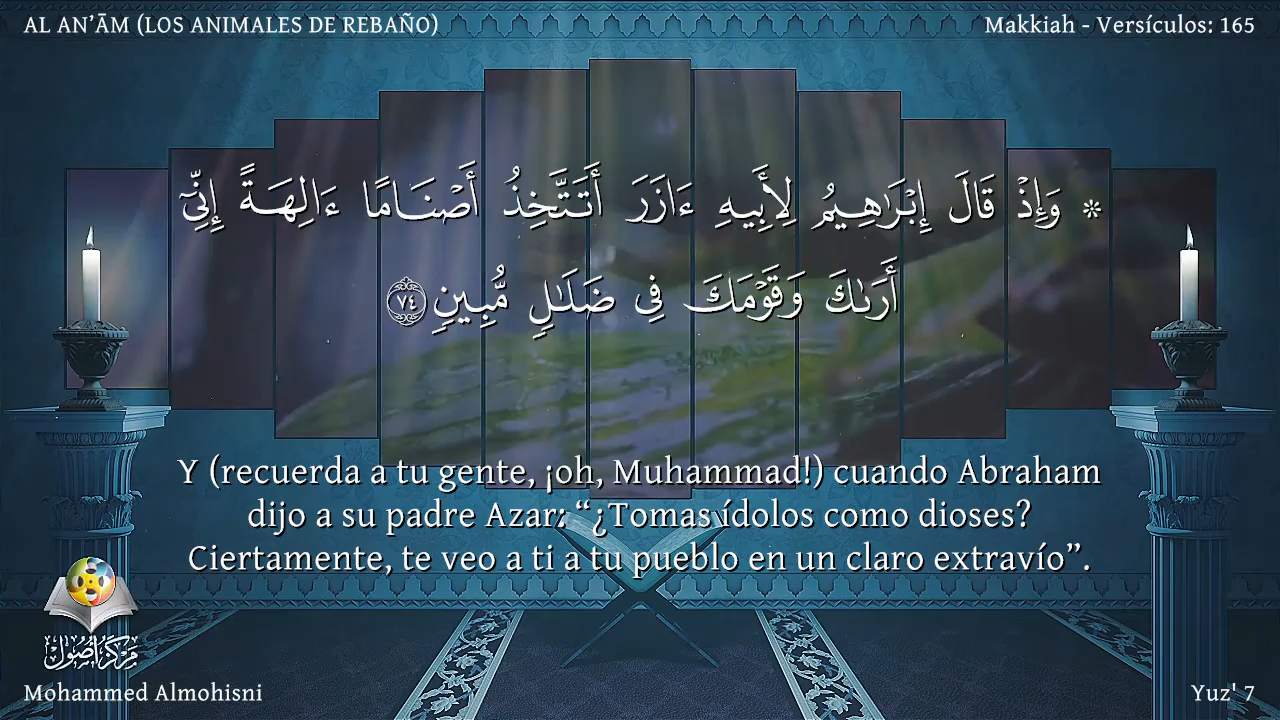 AL AN’ĀM (LOS ANIMALES DE REBAÑO)
Makkiah - Versículos: 165
* وَإِذْ قَالَ إِبْرَٰهِيمُ لِأَبِيهِ ءَازَرَ أَتَتَّخِذُ أَصْنَامًا ءَالِهَةً إِنِّىٓ
أَرَىٰكَ وَقَوْمَكَ فِى ضَلَٰلٍ مُّبِينٍ ٧٤
Y (recuerda a tu gente, ¡oh, Muhammad!) cuando Abraham
dijo a su padre Azar: “¿Tomas ídolos como dioses?
Ciertamente, te veo a ti a tu pueblo en un claro extravío”.
مركز أصول
Mohammed Almohisni
Yuz' 7